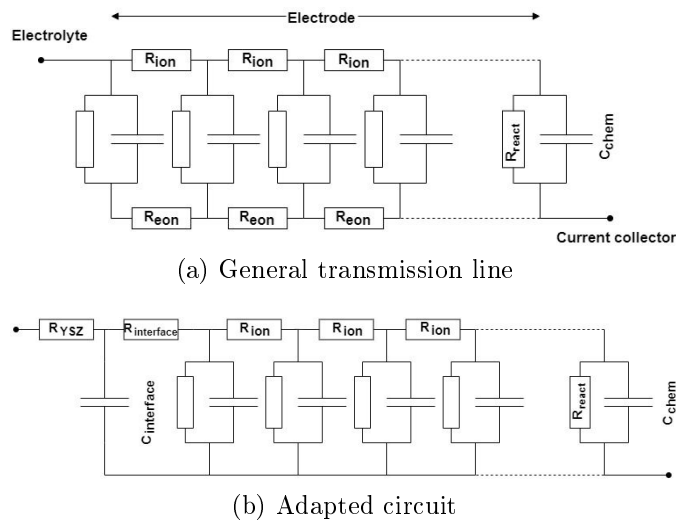 Electrode
Electrolyte
Rion
Rion
Rion
Rreact
Cchem
Reon
Reon
Reon
Current collector
(a) General transmission line
RYSZ
Rinterface
Rion
Rion
Rion
Cinterface
Rreact
Cchem
(b) Adapted circuit